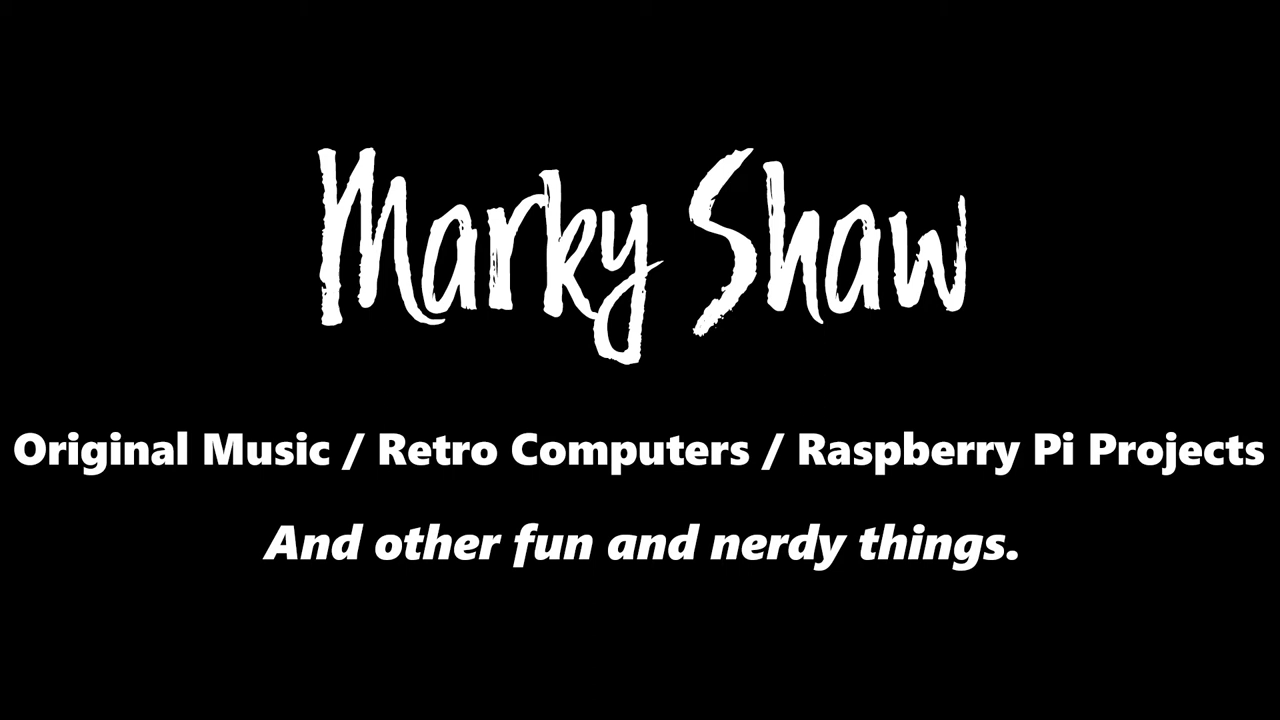 Marky Shaw
Original Music / Retro Computers / Raspberry Pi Projects
And other fun and nerdy things.